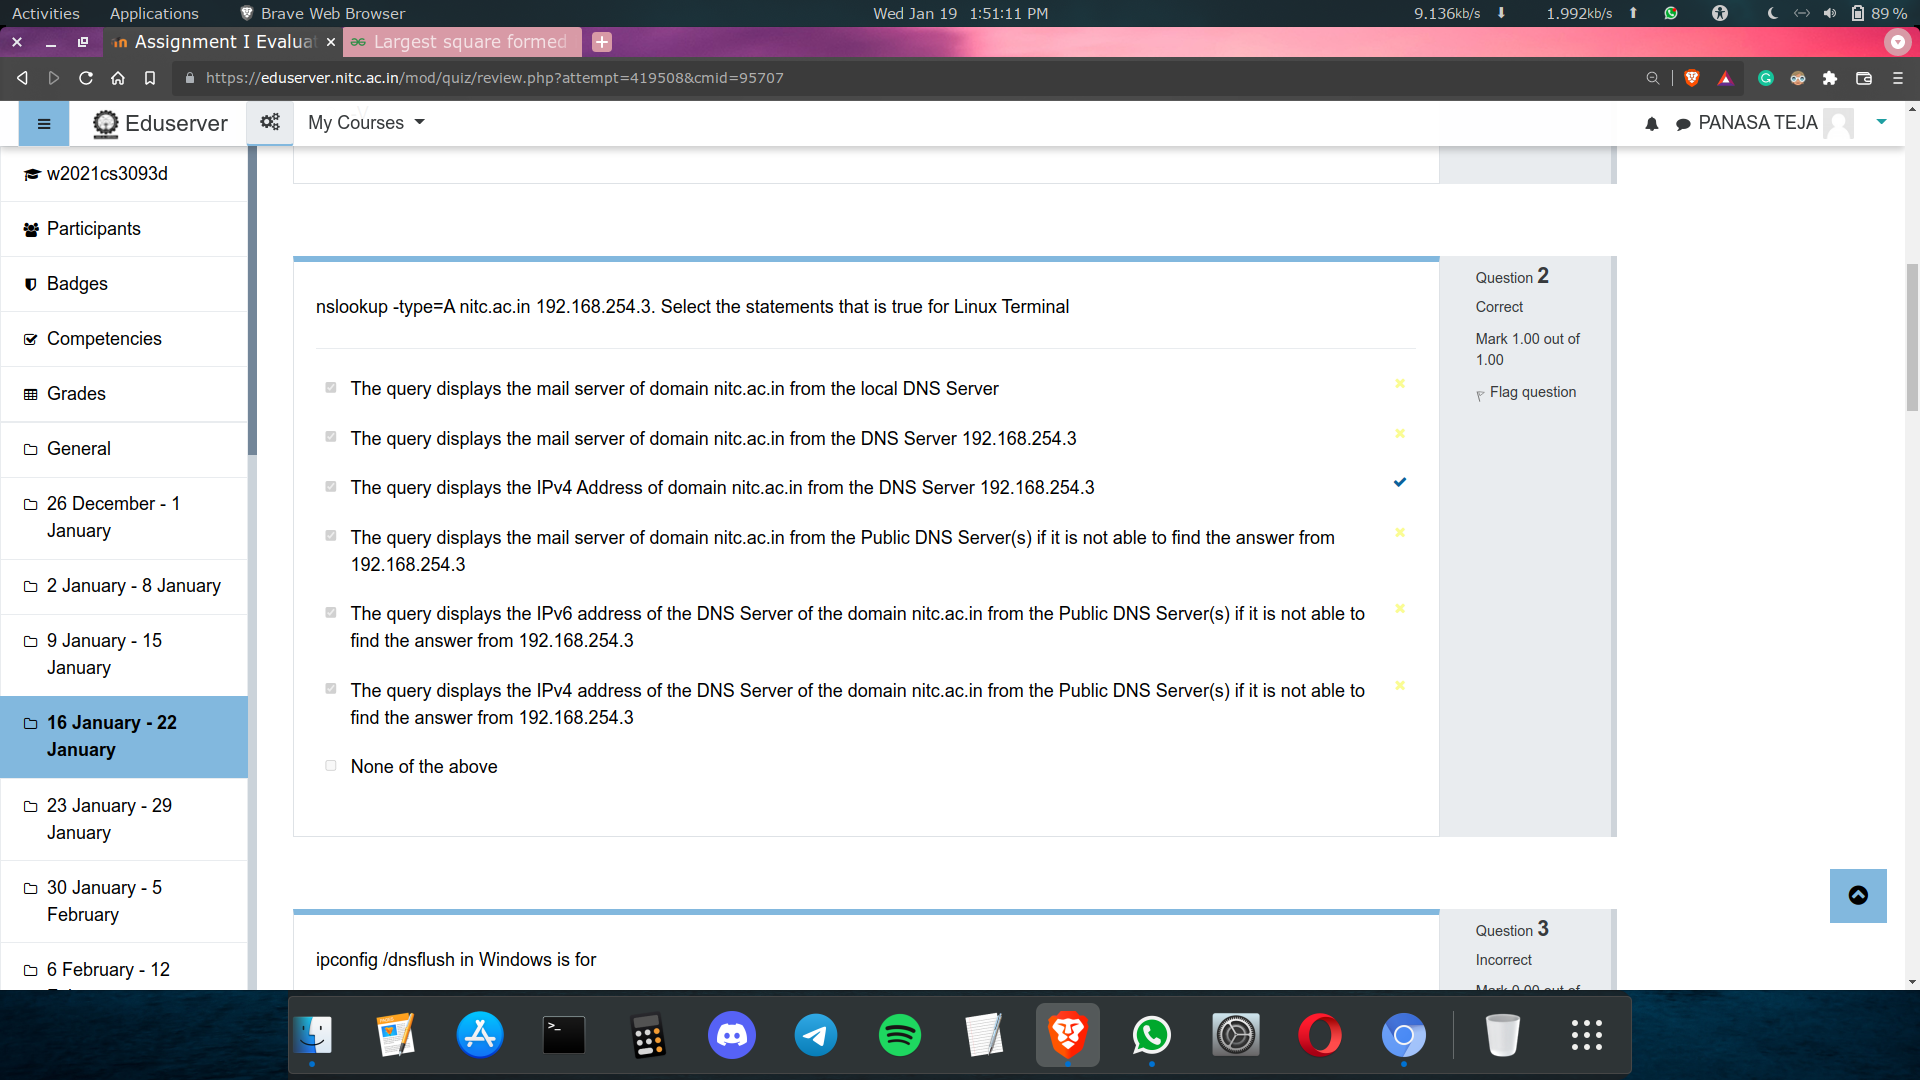 Activities Applications Brave Web Browser Wed Jan 19 1:51:11 PM 9.136kb/s 1.992kb/s 89 %
Assignment I Evaluat Largest square formed
https://eduserver.nitc.ac.in/mod/quiz/review.php?attempt=419508&cmid=95707
Eduserver My Courses PANASA TEJA
w2021cs3093d
Participants
Badges
Competencies
Grades
General
26 December - 1
January
2 January - 8 January
9 January - 15
January
16 January - 22
January
23 January - 29
January
30 January - 5
February
6 February - 12
nslookup -type=A nitc.ac.in 192.168.254.3. Select the statements that is true for Linux Terminal
The query displays the mail server of domain nitc.ac.in from the local DNS Server
The query displays the mail server of domain nitc.ac.in from the DNS Server 192.168.254.3
The query displays the IPv4 Address of domain nitc.ac.in from the DNS Server 192.168.254.3
The query displays the mail server of domain nitc.ac.in from the Public DNS Server(s) if it is not able to find the answer from
192.168.254.3
The query displays the IPv6 address of the DNS Server of the domain nitc.ac.in from the Public DNS Server(s) if it is not able to
find the answer from 192.168.254.3
The query displays the IPv4 address of the DNS Server of the domain nitc.ac.in from the Public DNS Server(s) if it is not able to
find the answer from 192.168.254.3
None of the above
Question 2
Correct
Mark 1.00 out of
1.00
Flag question
ipconfig /dnsflush in Windows is for
Question 3
Incorrect
Mark 0.00 out of